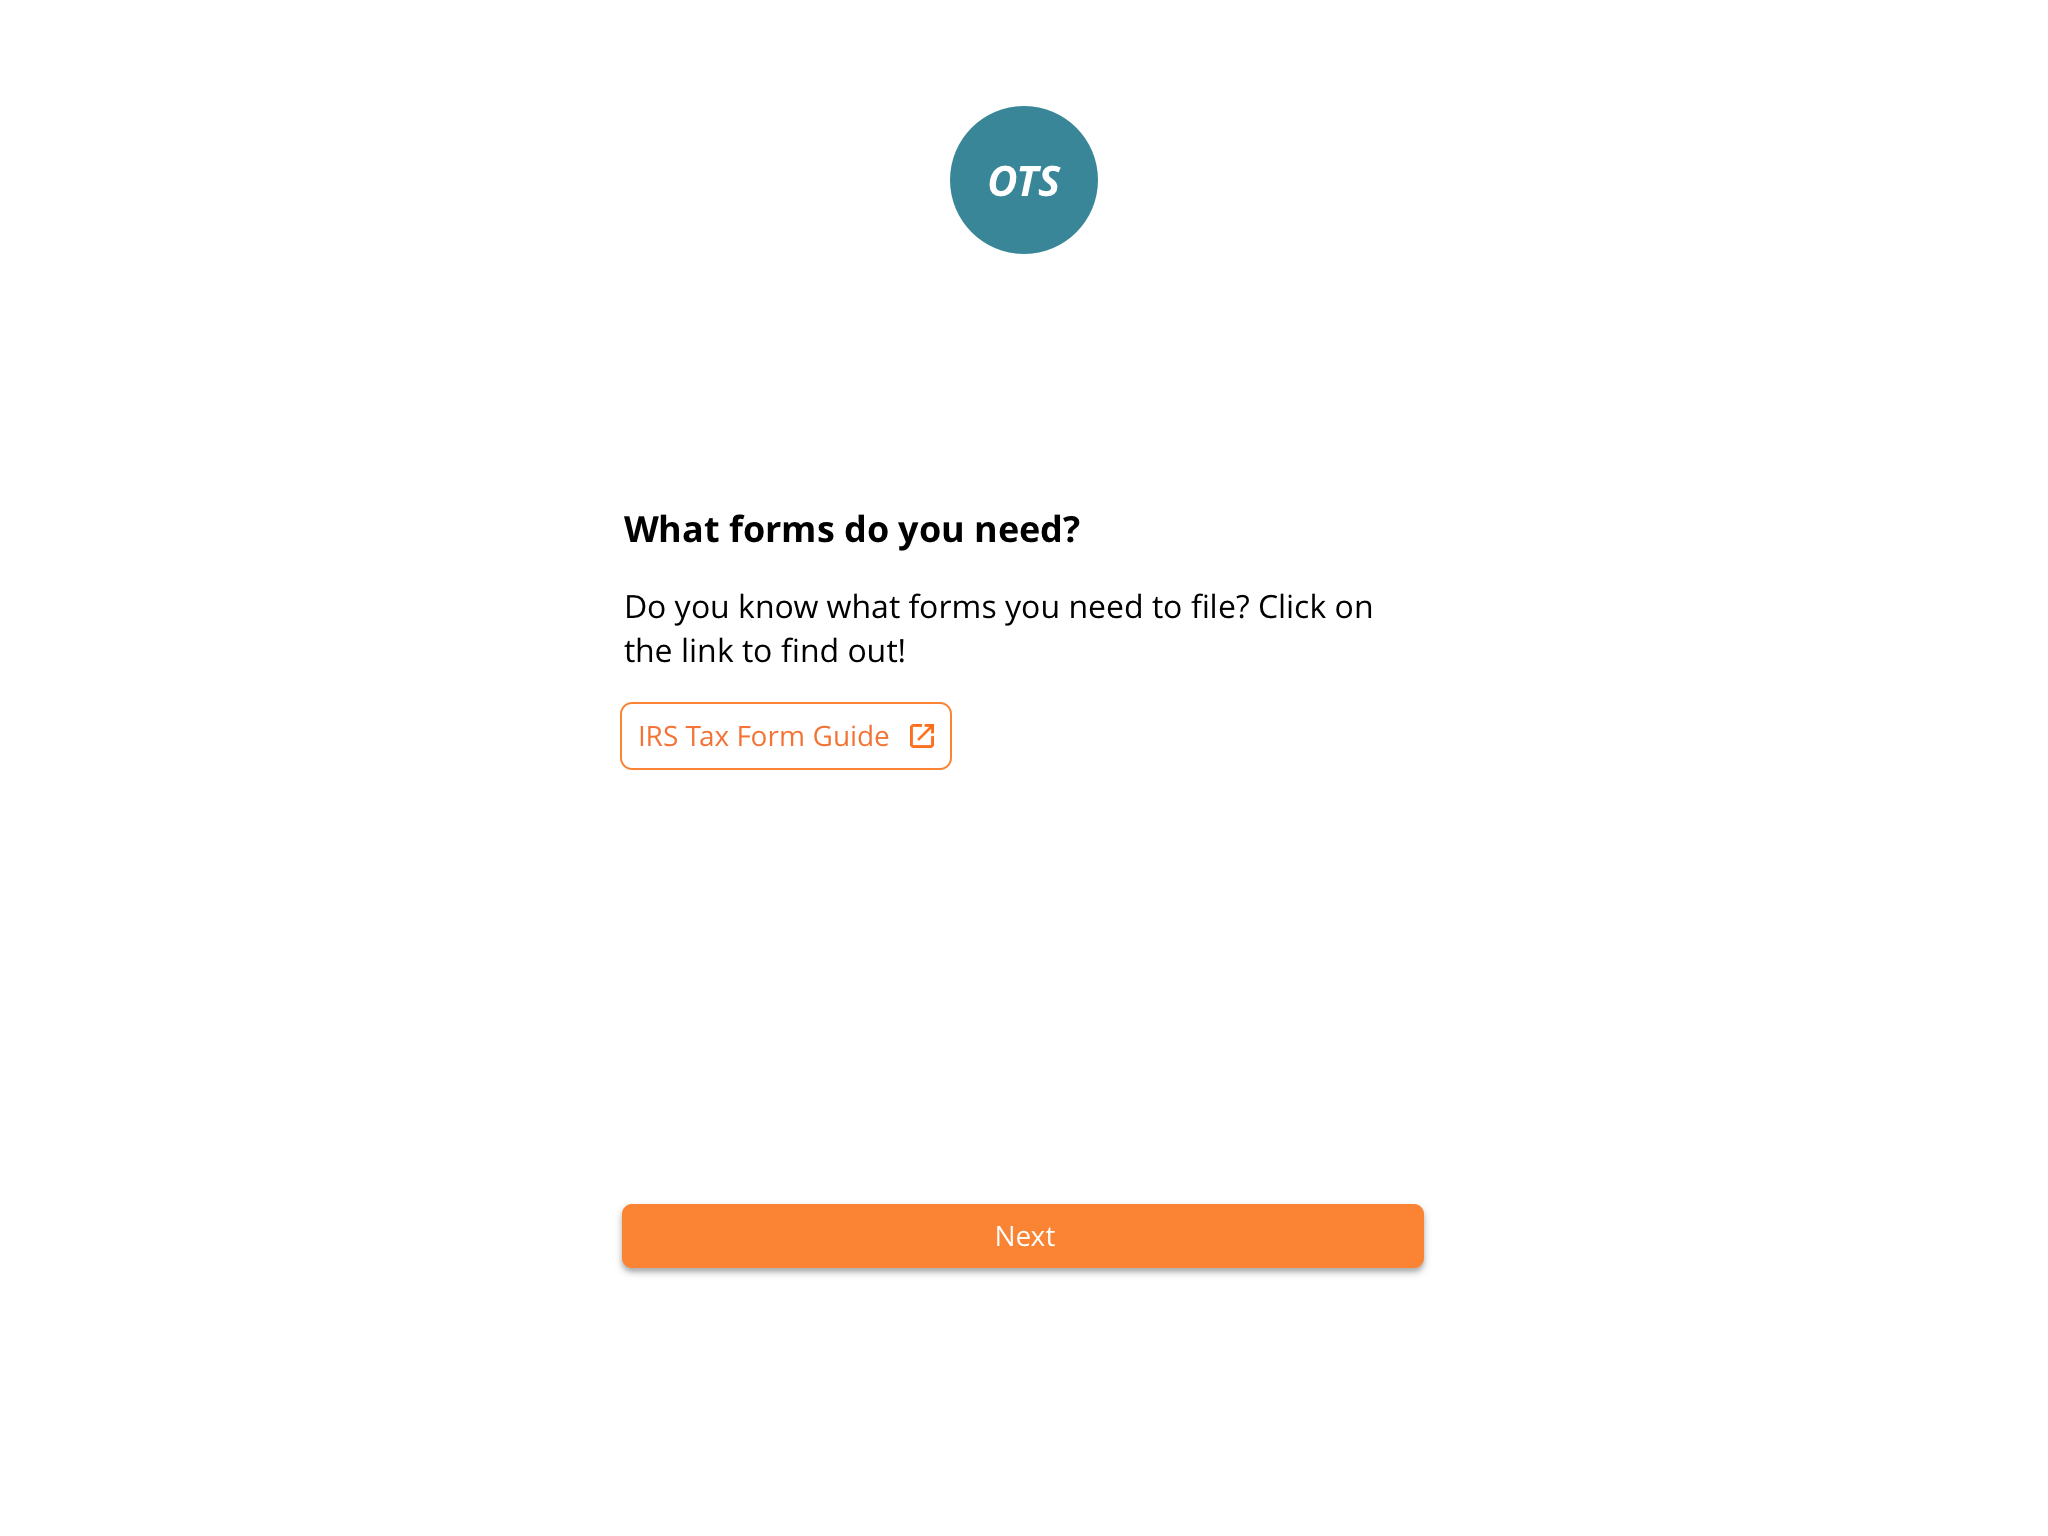 OTS
What forms do you need?
Do you know what forms you need to file? Click on
the link to find out!
IRS Tax Form Guide
Next